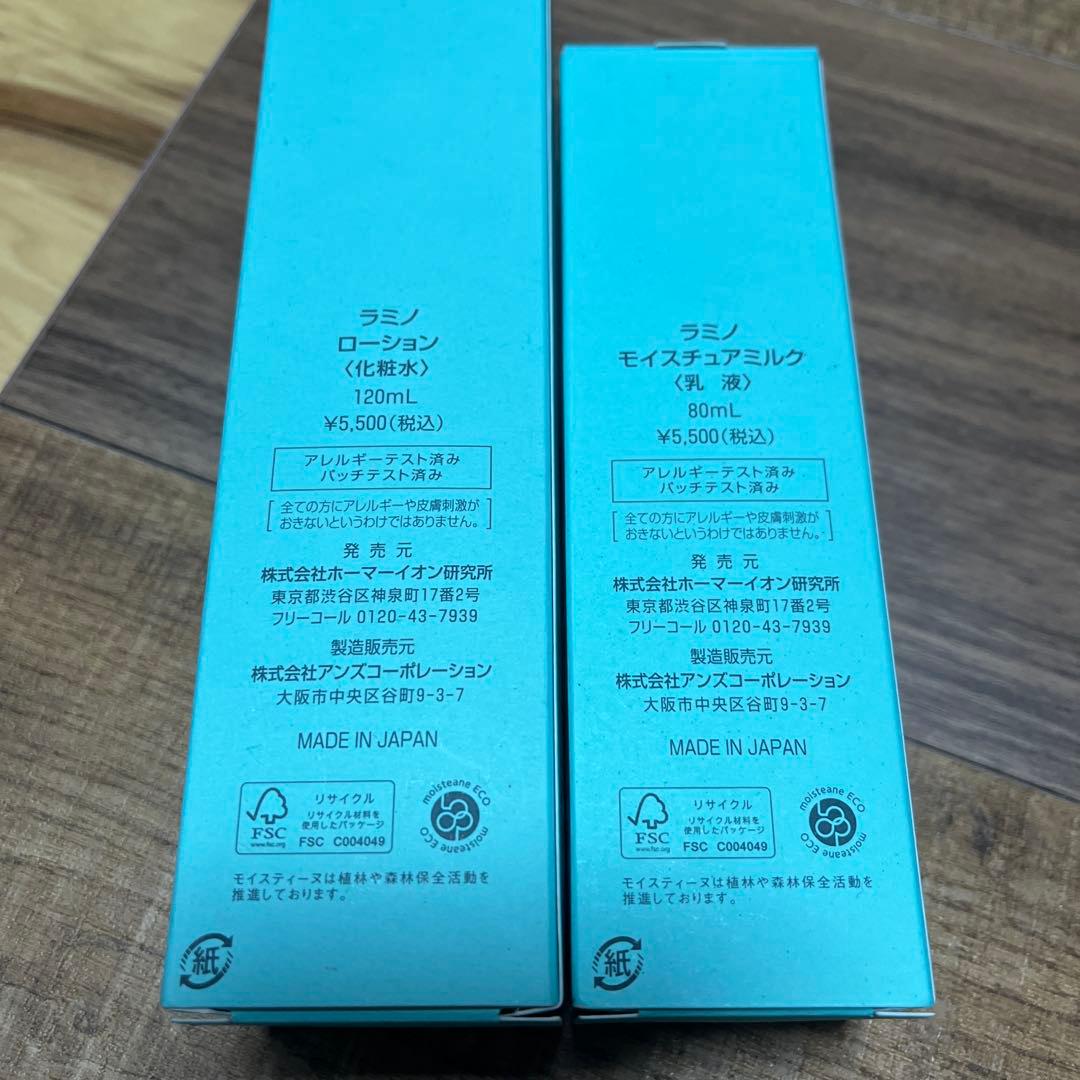 ラミノ
ローション
〈化粧水〉
120mL
¥5,500(税込)
アレルギーテスト済み
パッチテスト済み
全ての方にアレルギーや皮膚刺激が
おきないというわけではありません。
発売元
株式会社ホーマーイオン研究所
東京都渋谷区神泉町17番2号
フリーコール 0120-43-7939
製造販売元
株式会社アンズコーポレーション
大阪市中央区谷町9-3-7
MADE IN JAPAN
FSC
www.fsc.org
リサイクル
リサイクル材料を
使用したパッケージ
FSC C004049
moisteane ECO
moisteane ECO
モイスティーヌは植林や森林保全活動を
推進しております。
紙
ラミノ
モイスチュアミルク
〈乳 液〉
80mL
¥5,500(税込)
アレルギーテスト済み
パッチテスト済み
全ての方にアレルギーや皮膚刺激が
おきないというわけではありません。
発売元
株式会社ホーマーイオン研究所
東京都渋谷区神泉町17番2号
フリーコール 0120-43-7939
製造販売元
株式会社アンズコーポレーション
大阪市中央区谷町9-3-7
MADE IN JAPAN
FSC
www.fsc.org
リサイクル
リサイクル材料を
使用したパッケージ
FSC C004049
moisteane ECO
moisteane ECO
モイスティーヌは植林や森林保全活動を
推進しております。
紙